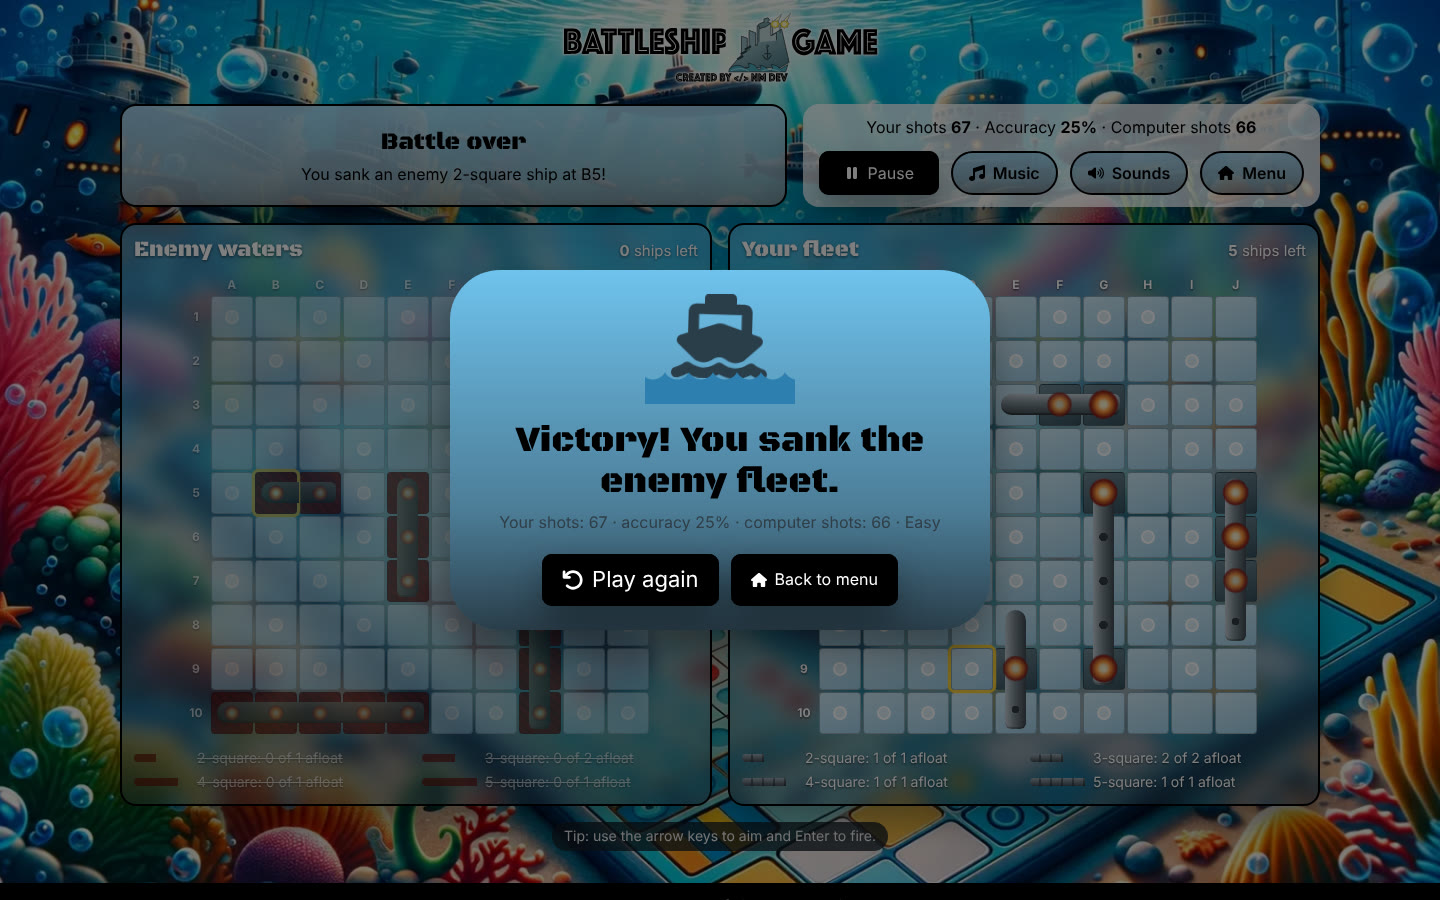 BATTLESHIP GAME
CREATED BY </> NM DEV
Battle over
You sank an enemy 2-square ship at B5!
Your shots 67 · Accuracy 25% · Computer shots 66
Pause
Music
Sounds
Menu
Enemy waters
0 ships left
A B C D E F
1
2
3
4
5
6
7
8
9
10
2-square: 0 of 1 afloat
3-square: 0 of 2 afloat
4-square: 0 of 1 afloat
5-square: 0 of 1 afloat
Your fleet
5 ships left
E F G H I J
9
10
2-square: 1 of 1 afloat
3-square: 2 of 2 afloat
4-square: 1 of 1 afloat
5-square: 1 of 1 afloat
Victory! You sank the
enemy fleet.
Your shots: 67 · accuracy 25% · computer shots: 66 · Easy
Play again
Back to menu
Tip: use the arrow keys to aim and Enter to fire.